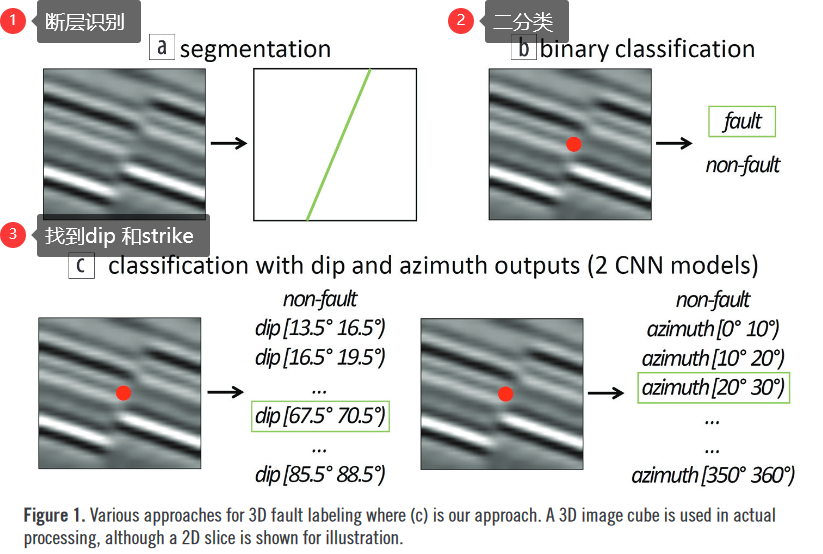 1 断层识别
2 二分类
a segmentation
b binary classification
fault
non-fault
3 找到dip 和strike
c classification with dip and azimuth outputs (2 CNN models)
non-fault
dip [13.5° 16.5°)
dip [16.5° 19.5°)
...
dip [67.5° 70.5°)
...
dip [85.5° 88.5°)
non-fault
azimuth [0° 10°)
azimuth [10° 20°)
azimuth [20° 30°)
...
...
azimuth [350° 360°)
Figure 1. Various approaches for 3D fault labeling where (c) is our approach. A 3D image cube is used in actual
processing, although a 2D slice is shown for illustration.